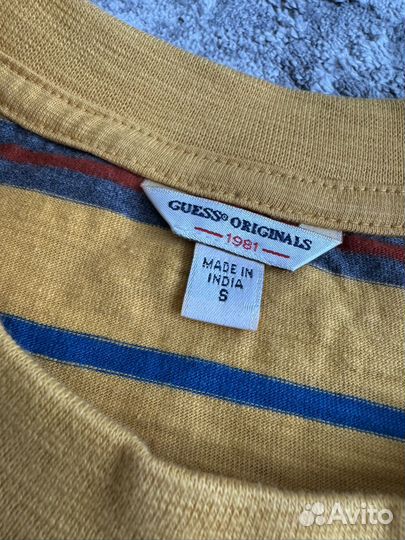 GUESS® ORIGINALS
— 1981 —
MADE IN
INDIA
S
Avito